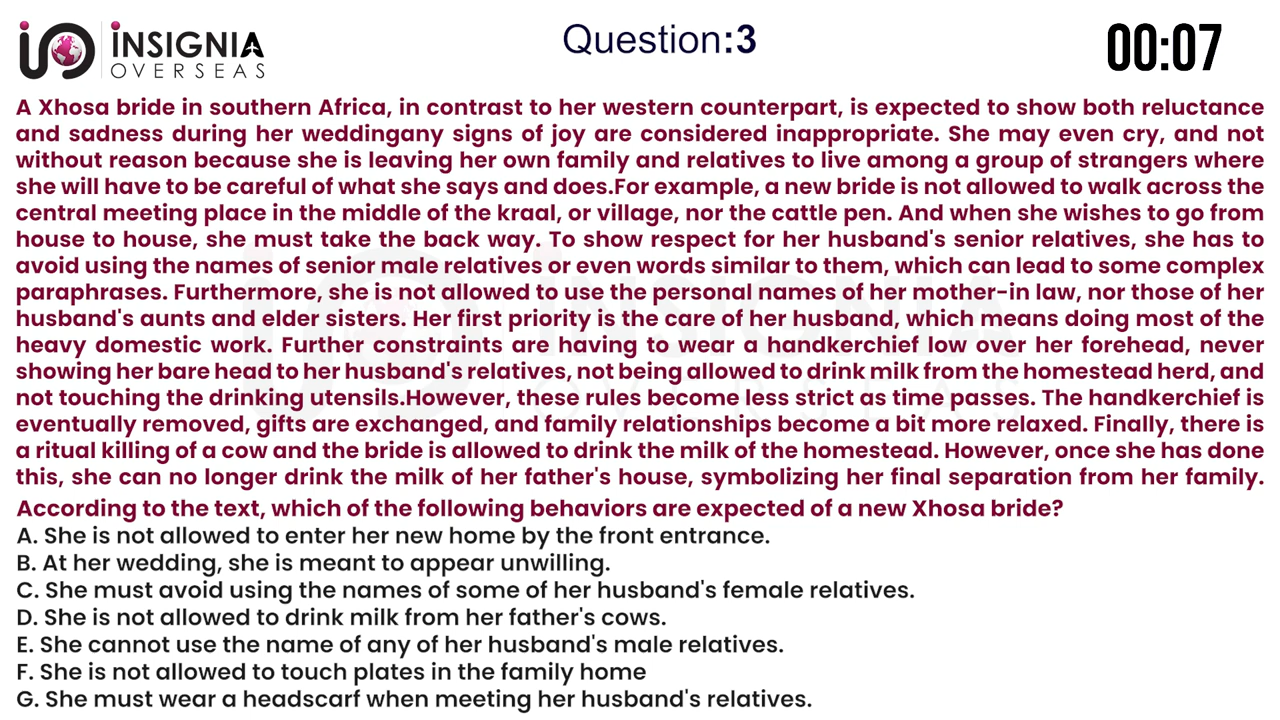 iNSIGNIA
OVERSEAS
Question:3
00:07
A Xhosa bride in southern Africa, in contrast to her western counterpart, is expected to show both reluctance
and sadness during her weddingany signs of joy are considered inappropriate. She may even cry, and not
without reason because she is leaving her own family and relatives to live among a group of strangers where
she will have to be careful of what she says and does.For example, a new bride is not allowed to walk across the
central meeting place in the middle of the kraal, or village, nor the cattle pen. And when she wishes to go from
house to house, she must take the back way. To show respect for her husband's senior relatives, she has to
avoid using the names of senior male relatives or even words similar to them, which can lead to some complex
paraphrases. Furthermore, she is not allowed to use the personal names of her mother-in law, nor those of her
husband's aunts and elder sisters. Her first priority is the care of her husband, which means doing most of the
heavy domestic work. Further constraints are having to wear a handkerchief low over her forehead, never
showing her bare head to her husband's relatives, not being allowed to drink milk from the homestead herd, and
not touching the drinking utensils.However, these rules become less strict as time passes. The handkerchief is
eventually removed, gifts are exchanged, and family relationships become a bit more relaxed. Finally, there is
a ritual killing of a cow and the bride is allowed to drink the milk of the homestead. However, once she has done
this, she can no longer drink the milk of her father's house, symbolizing her final separation from her family.
According to the text, which of the following behaviors are expected of a new Xhosa bride?
A. She is not allowed to enter her new home by the front entrance.
B. At her wedding, she is meant to appear unwilling.
C. She must avoid using the names of some of her husband's female relatives.
D. She is not allowed to drink milk from her father's cows.
E. She cannot use the name of any of her husband's male relatives.
F. She is not allowed to touch plates in the family home
G. She must wear a headscarf when meeting her husband's relatives.